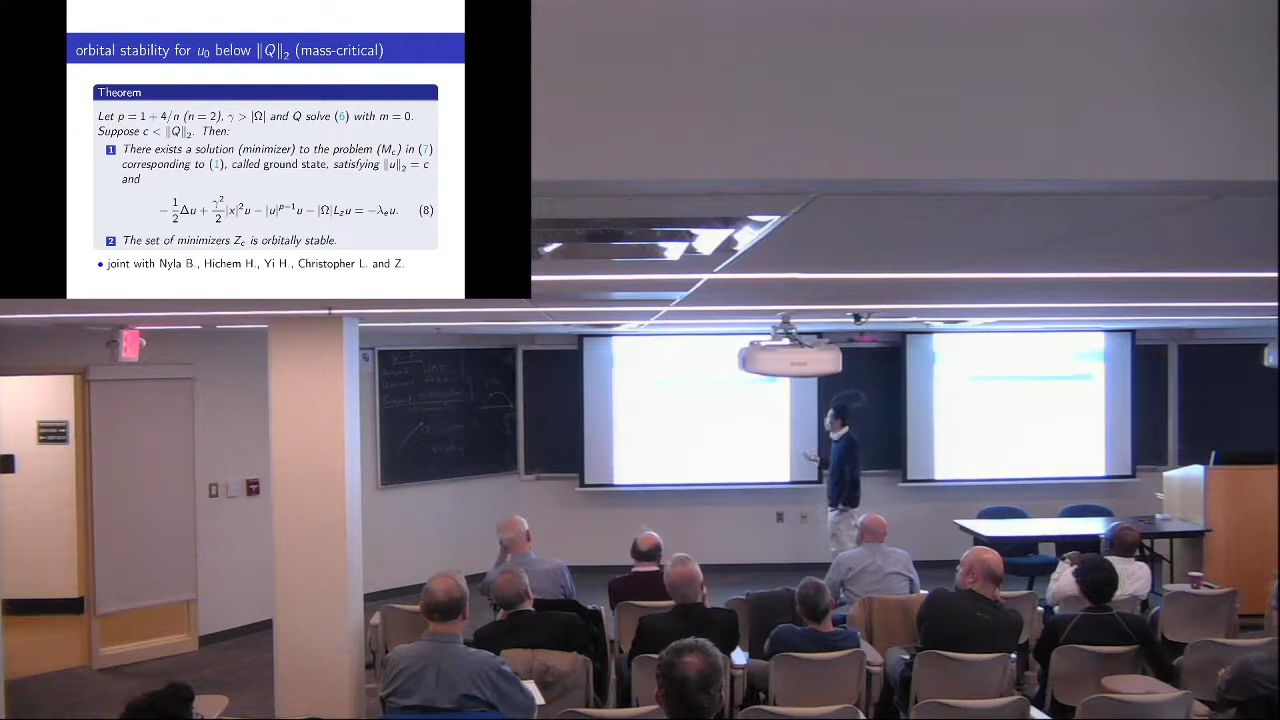 orbital stability for u₀ below ‖Q‖₂ (mass-critical)
Theorem
Let p = 1 + 4/n (n = 2), γ > |Ω| and Q solve (6) with m = 0.
Suppose c < ‖Q‖₂. Then:
1 There exists a solution (minimizer) to the problem (M_c) in (7)
corresponding to (1), called ground state, satisfying ‖u‖₂ = c
and
−½Δu + γ²/2 |x|²u − |u|^{p−1}u − |Ω|L_z u = −λ_c u. (8)
2 The set of minimizers Z_c is orbitally stable.
• joint with Nyla B., Hichem H., Yi H., Christopher L. and Z.